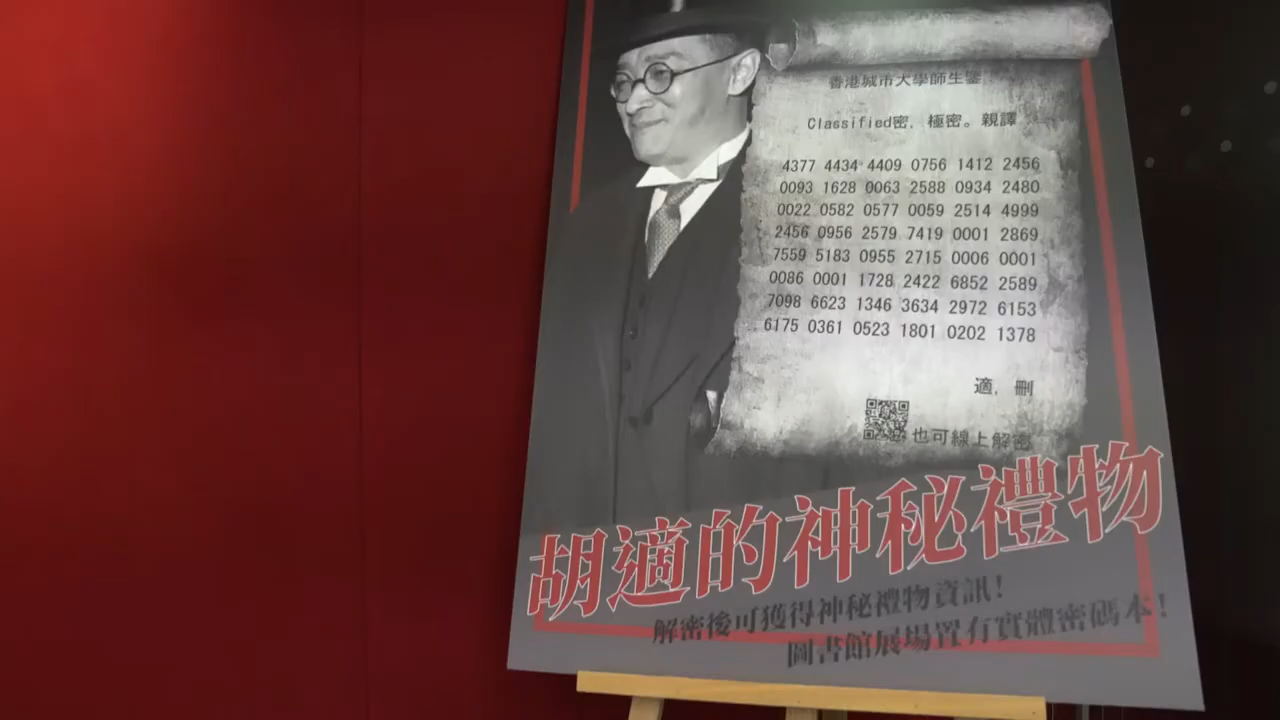 香港城市大學師生鑒
Classified密，極密。親譯
4377 4434 4409 0756 1412 2456
0093 1628 0063 2588 0934 2480
0022 0582 0577 0059 2514 4999
2456 0956 2579 7419 0001 2869
7559 5183 0955 2715 0006 0001
0086 0001 1728 2422 6852 2589
7098 6623 1346 3634 2972 6153
6175 0361 0523 1801 0202 1378
適，刪
也可線上解密
胡適的神秘禮物
解密後可獲得神秘禮物資訊！
圖書館展場置有實體密碼本！